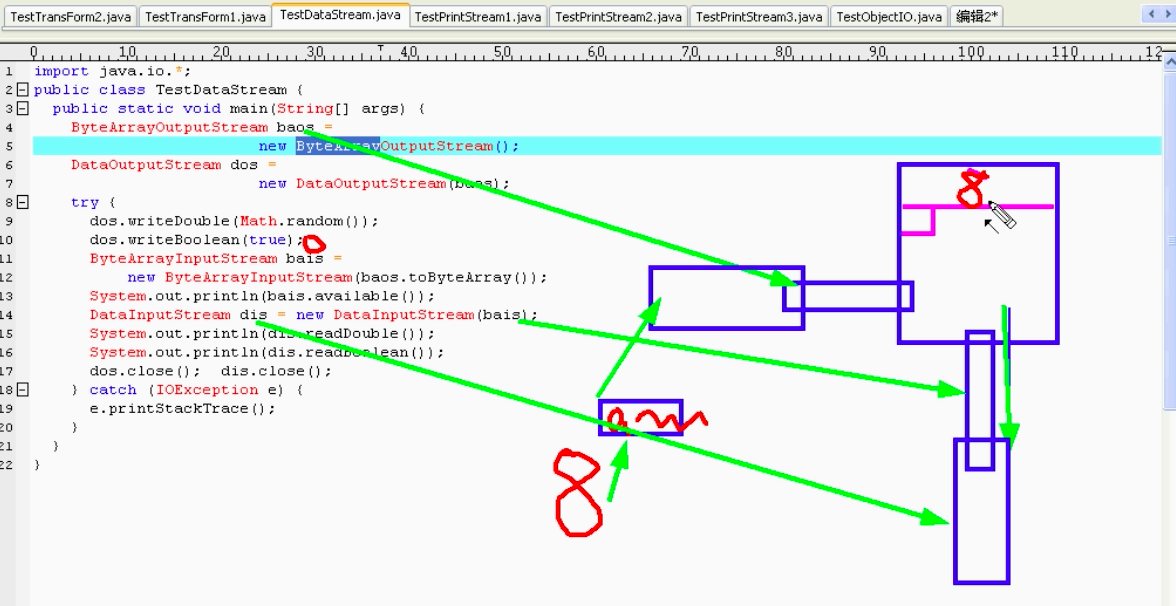 TestTransForm2.java TestTransForm1.java TestDataStream.java TestPrintStream1.java TestPrintStream2.java TestPrintStream3.java TestObjectIO.java 编辑2*
0 10 20 30 40 50 60 70 80 90 100 110 12
1 import java.io.*;
2 public class TestDataStream {
3 public static void main(String[] args) {
4 ByteArrayOutputStream baos =
5 new ByteArrayOutputStream();
6 DataOutputStream dos =
7 new DataOutputStream(baos);
8 try {
9 dos.writeDouble(Math.random());
10 dos.writeBoolean(true);
11 ByteArrayInputStream bais =
12 new ByteArrayInputStream(baos.toByteArray());
13 System.out.println(bais.available());
14 DataInputStream dis = new DataInputStream(bais);
15 System.out.println(dis.readDouble());
16 System.out.println(dis.readBoolean());
17 dos.close(); dis.close();
18 } catch (IOException e) {
19 e.printStackTrace();
20 }
21 }
22 }
8
8